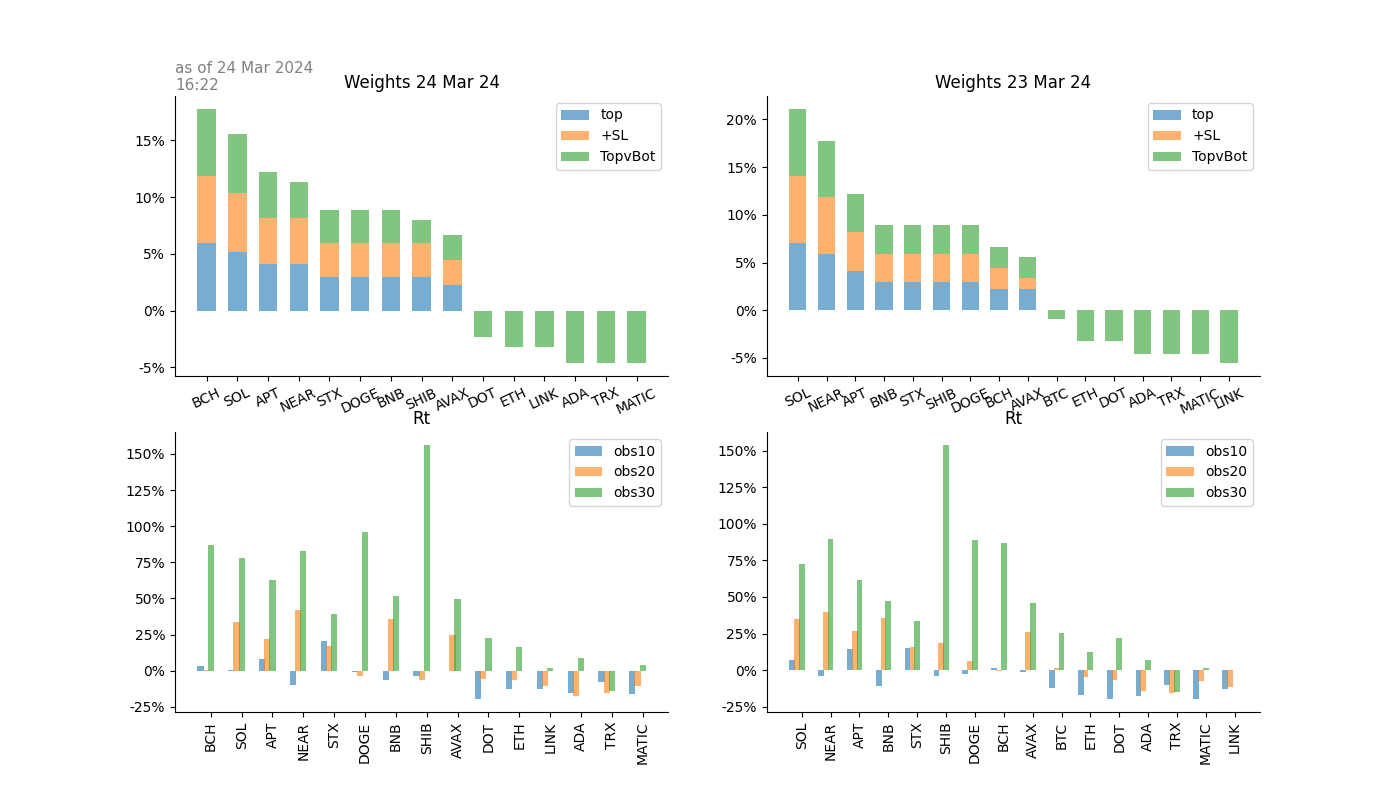 as of 24 Mar 2024
16:22
Weights 24 Mar 24
top
+SL
TopvBot
15%
10%
5%
0%
-5%
BCH SOL APT NEAR STX DOGE BNB SHIB AVAX DOT ETH LINK ADA TRX MATIC
Weights 23 Mar 24
top
+SL
TopvBot
20%
15%
10%
5%
0%
-5%
SOL NEAR APT BNB STX SHIB DOGE BCH AVAX BTC ETH DOT ADA TRX MATIC LINK
Rt
obs10
obs20
obs30
150%
125%
100%
75%
50%
25%
0%
-25%
BCH SOL APT NEAR STX DOGE BNB SHIB AVAX DOT ETH LINK ADA TRX MATIC
Rt
obs10
obs20
obs30
150%
125%
100%
75%
50%
25%
0%
-25%
SOL NEAR APT BNB STX SHIB DOGE BCH AVAX BTC ETH DOT ADA TRX MATIC LINK